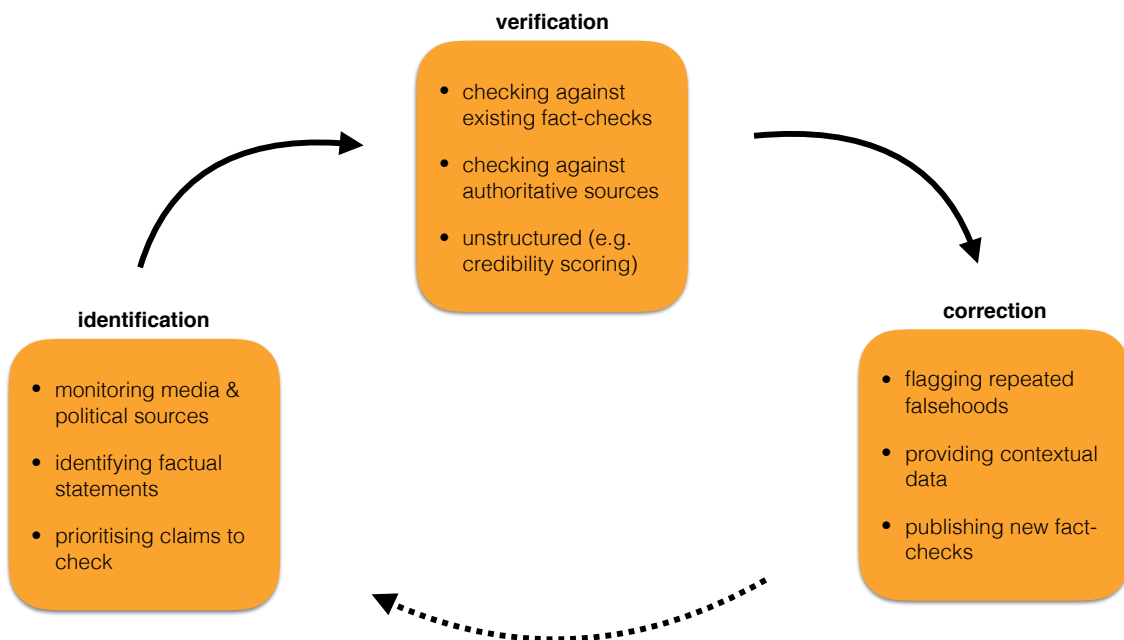 verification
• checking against
existing fact-checks
• checking against
authoritative sources
• unstructured (e.g.
credibility scoring)
identification
• monitoring media &
political sources
• identifying factual
statements
• prioritising claims to
check
correction
• flagging repeated
falsehoods
• providing contextual
data
• publishing new fact-
checks